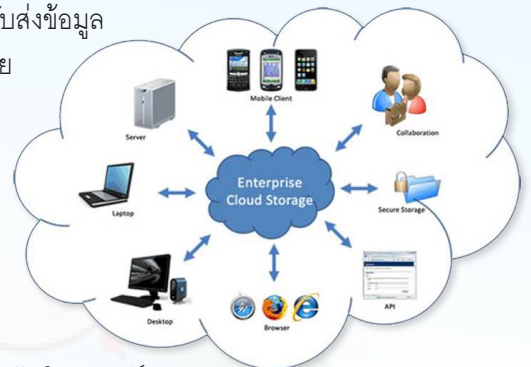 บส่งข้อมูล
Mobile Client
Server
Collaboration
Enterprise
Cloud Storage
Laptop
Secure Storage
Desktop
Browser
API